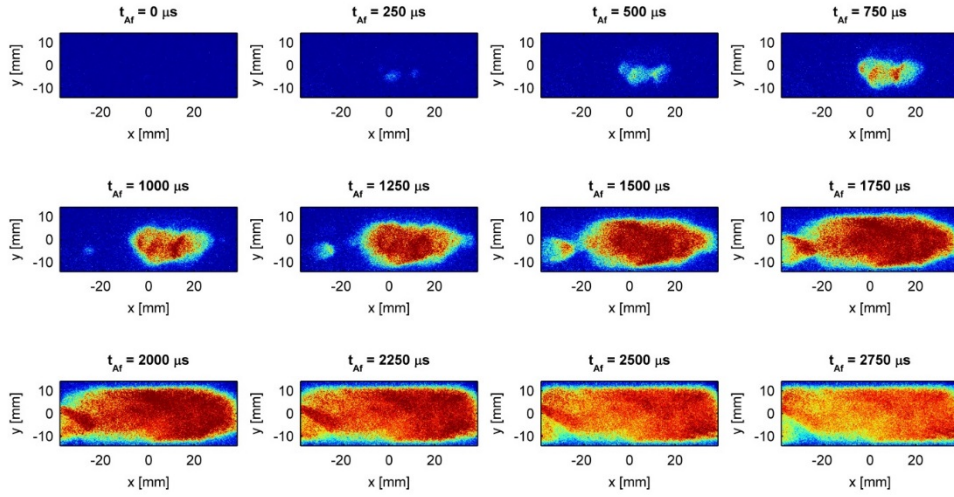 t_Af = 0 μs t_Af = 250 μs t_Af = 500 μs t_Af = 750 μs
y [mm] 10 0 -10 y [mm] 10 0 -10 y [mm] 10 0 -10 y [mm] 10 0 -10
-20 0 20 -20 0 20 -20 0 20 -20 0 20
x [mm] x [mm] x [mm] x [mm]
t_Af = 1000 μs t_Af = 1250 μs t_Af = 1500 μs t_Af = 1750 μs
y [mm] 10 0 -10 y [mm] 10 0 -10 y [mm] 10 0 -10 y [mm] 10 0 -10
-20 0 20 -20 0 20 -20 0 20 -20 0 20
x [mm] x [mm] x [mm] x [mm]
t_Af = 2000 μs t_Af = 2250 μs t_Af = 2500 μs t_Af = 2750 μs
y [mm] 10 0 -10 y [mm] 10 0 -10 y [mm] 10 0 -10 y [mm] 10 0 -10
-20 0 20 -20 0 20 -20 0 20 -20 0 20
x [mm] x [mm] x [mm] x [mm]